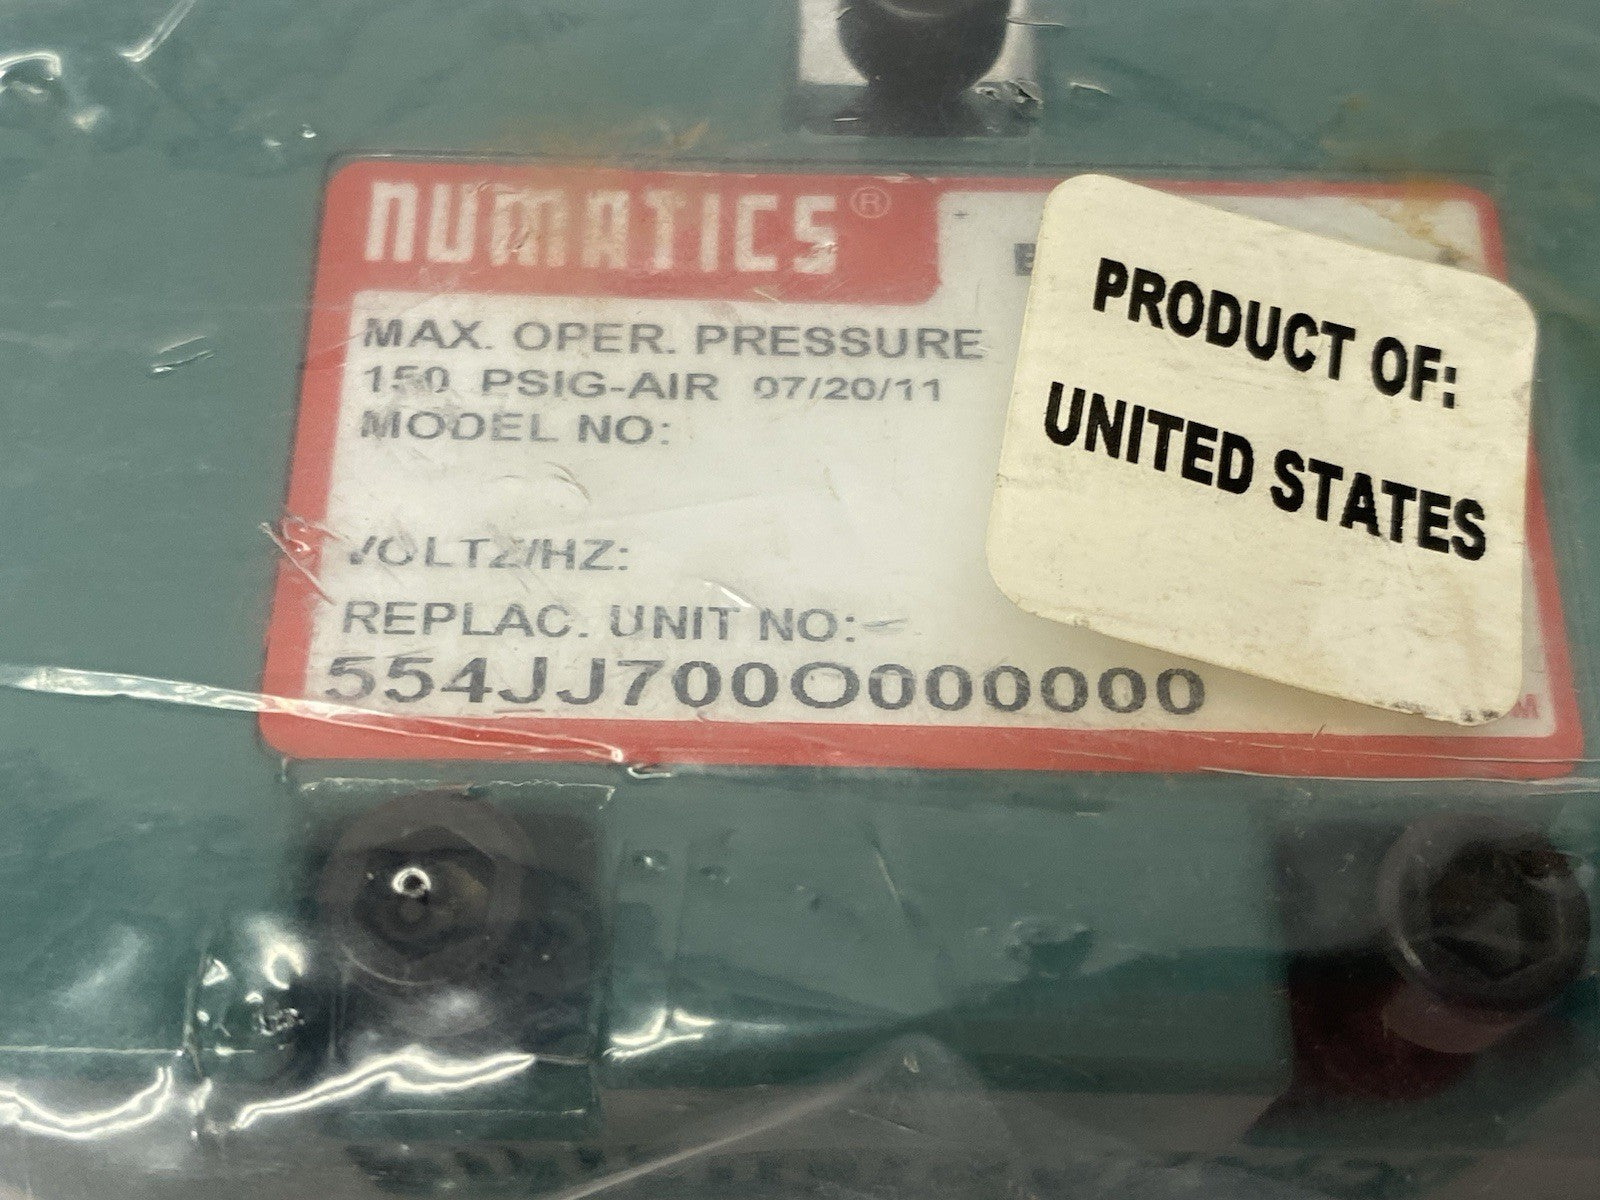 NUMATICS®
MAX. OPER. PRESSURE
150 PSIG-AIR 07/20/11
MODEL NO:
VOLTZ/HZ:
REPLAC. UNIT NO:-
554JJ700O000000
PRODUCT OF:
UNITED STATES